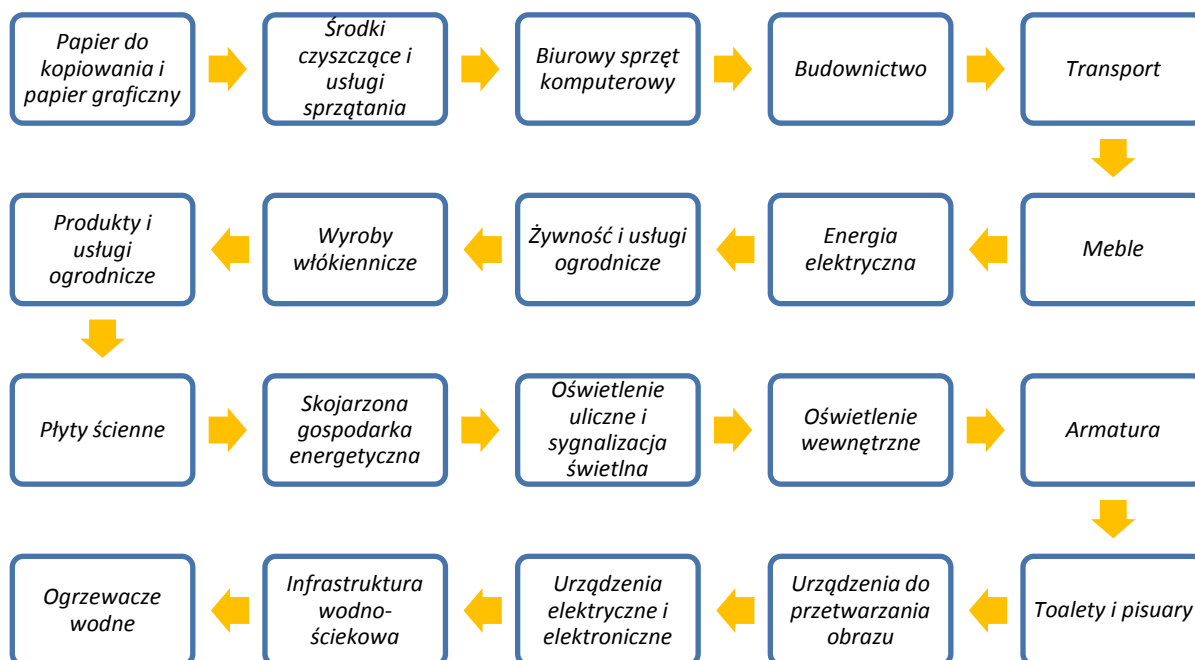 Papier do
kopiowania i
papier graficzny
Środki
czyszczące i
usługi
sprzątania
Biurowy sprzęt
komputerowy
Budownictwo
Transport
Meble
Energia
elektryczna
Żywność i usługi
ogrodnicze
Wyroby
włókiennicze
Produkty i
usługi
ogrodnicze
Płyty ścienne
Skojarzona
gospodarka
energetyczna
Oświetlenie
uliczne i
sygnalizacja
świetlna
Oświetlenie
wewnętrzne
Armatura
Toalety i pisuary
Urządzenia do
przetwarzania
obrazu
Urządzenia
elektryczne i
elektroniczne
Infrastruktura
wodno-
ściekowa
Ogrzewacze
wodne